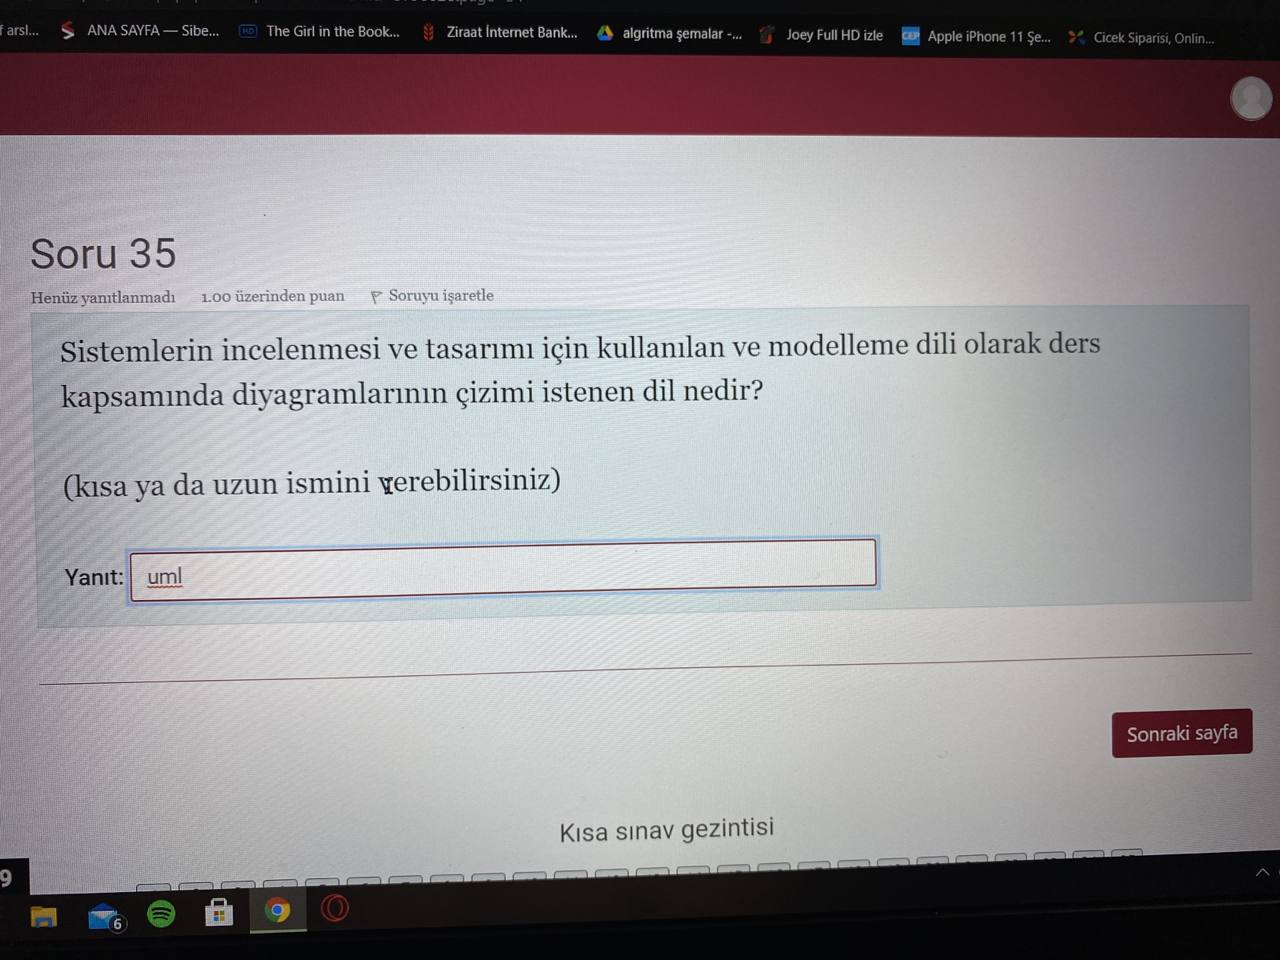 f arsl... ANA SAYFA — Sibe... HD The Girl in the Book... Ziraat İnternet Bank... algritma şemalar -... Joey Full HD izle CEP Apple iPhone 11 Şe... Cicek Siparisi, Onlin...
Soru 35
Henüz yanıtlanmadı 1.00 üzerinden puan Soruyu işaretle
Sistemlerin incelenmesi ve tasarımı için kullanılan ve modelleme dili olarak ders
kapsamında diyagramlarının çizimi istenen dil nedir?
(kısa ya da uzun ismini verebilirsiniz)
Yanıt: uml
Sonraki sayfa
Kısa sınav gezintisi
9
6